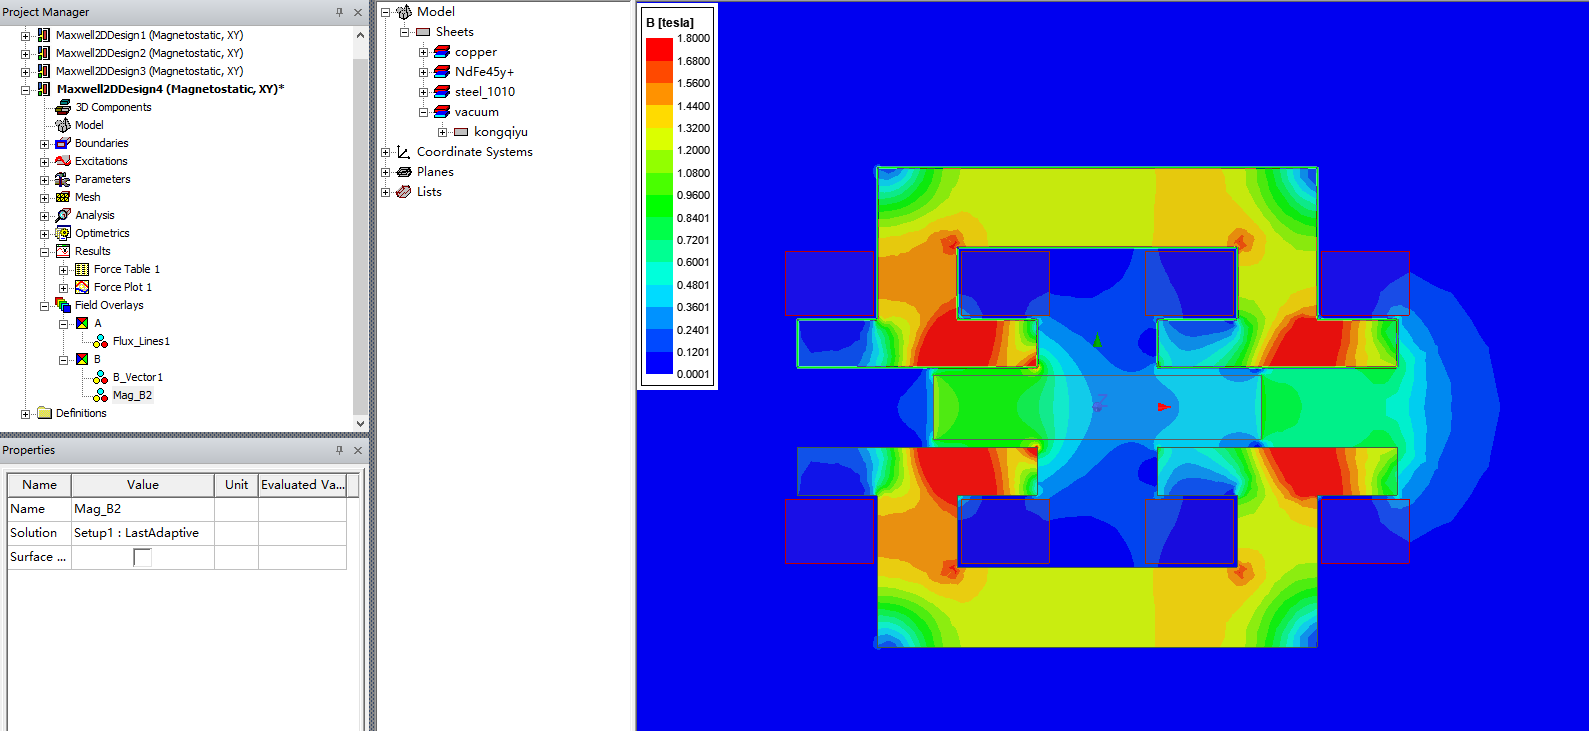 Project Manager
Maxwell2DDesign1 (Magnetostatic, XY)
Maxwell2DDesign2 (Magnetostatic, XY)
Maxwell2DDesign3 (Magnetostatic, XY)
Maxwell2DDesign4 (Magnetostatic, XY)*
3D Components
Model
Boundaries
Excitations
Parameters
Mesh
Analysis
Optimetrics
Results
Force Table 1
Force Plot 1
Field Overlays
A
Flux_Lines1
B
B_Vector1
Mag_B2
Definitions
Properties
Name Value Unit Evaluated Va...
Name Mag_B2
Solution Setup1 : LastAdaptive
Surface ...
Model
Sheets
copper
NdFe45y+
steel_1010
vacuum
kongqiyu
Coordinate Systems
Planes
Lists
B [tesla]
1.8000
1.6800
1.5600
1.4400
1.3200
1.2000
1.0800
0.9600
0.8401
0.7201
0.6001
0.4801
0.3601
0.2401
0.1201
0.0001